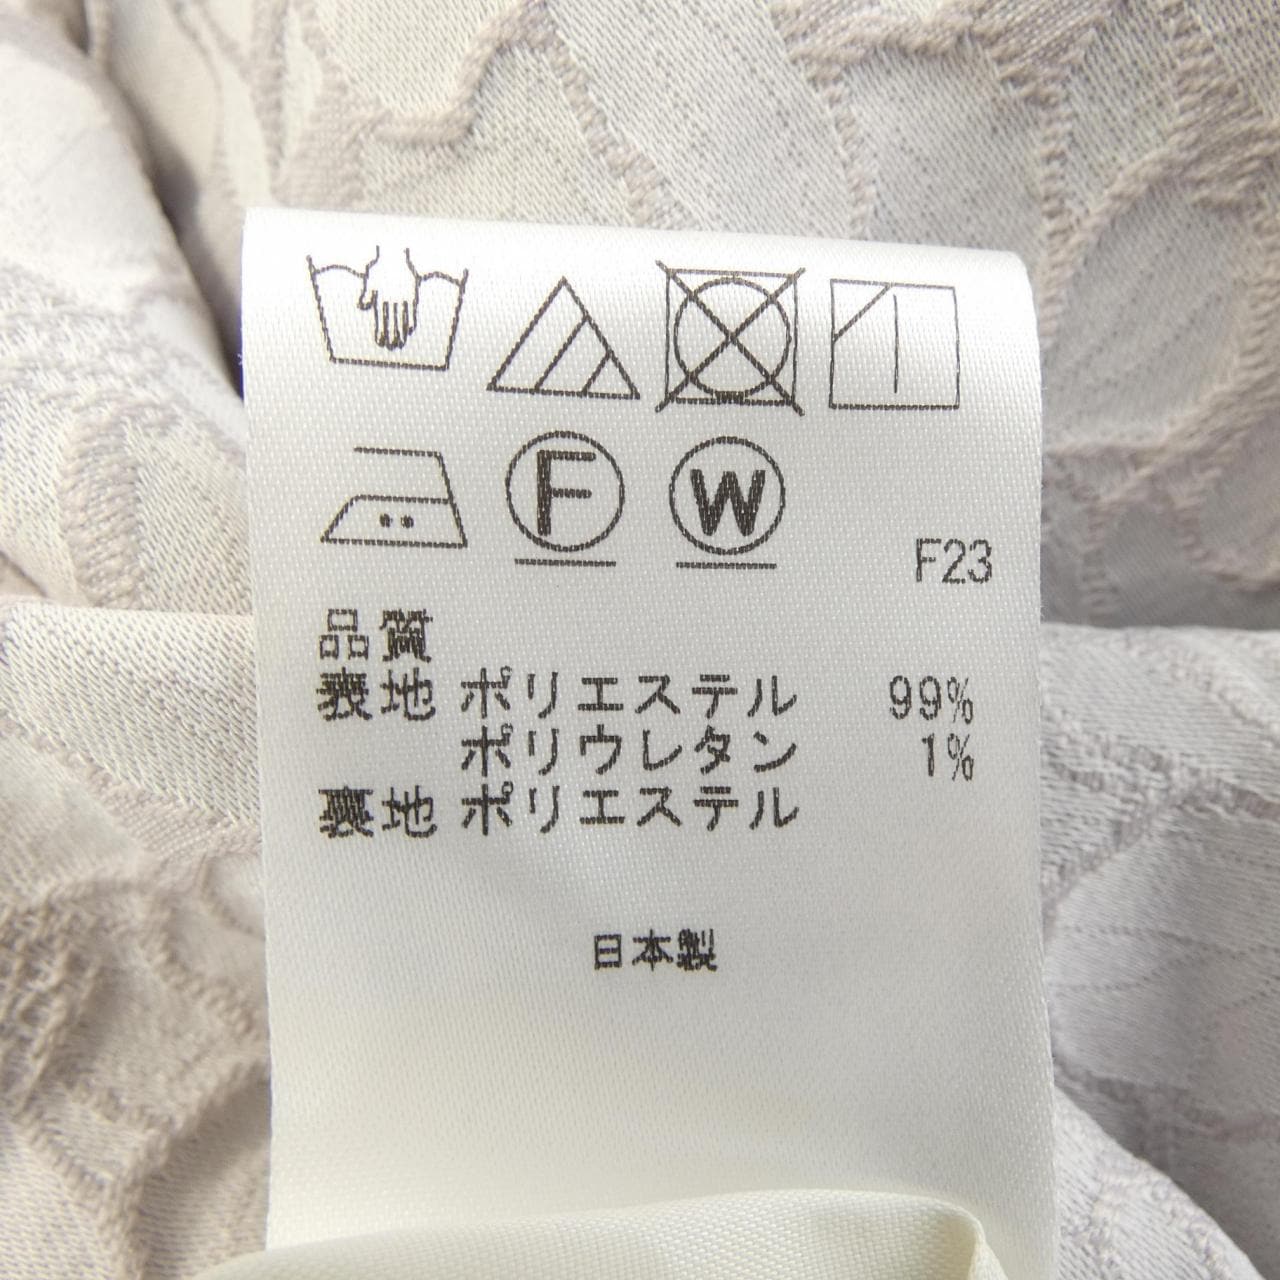 F W
F23
品質
表地 ポリエステル 99%
ポリウレタン 1%
裏地 ポリエステル
日本製